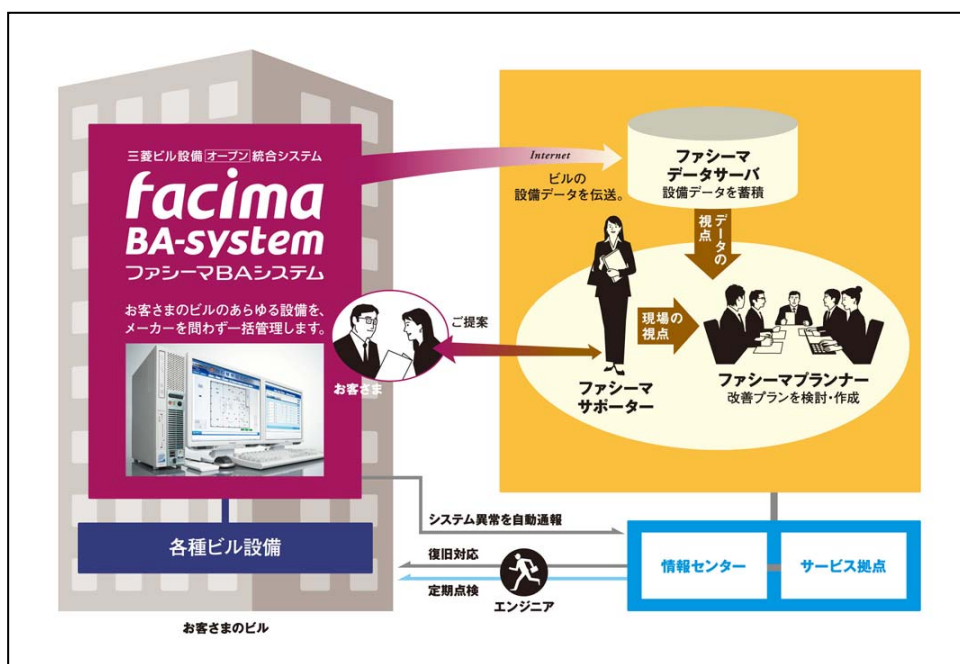 三菱ビル設備オープン統合システム
facima
BA-system
ファシーマBAシステム
お客さまのビルのあらゆる設備を、
メーカーを問わず一括管理します。
各種ビル設備
お客さまのビル
Internet
ビルの
設備データを伝送。
ファシーマ
データサーバ
設備データを蓄積
データの
視点
現場の
視点
ご提案
お客さま
ファシーマ
サポーター
ファシーマプランナー
改善プランを検討・作成
システム異常を自動通報
復旧対応
定期点検
エンジニア
情報センター
サービス拠点